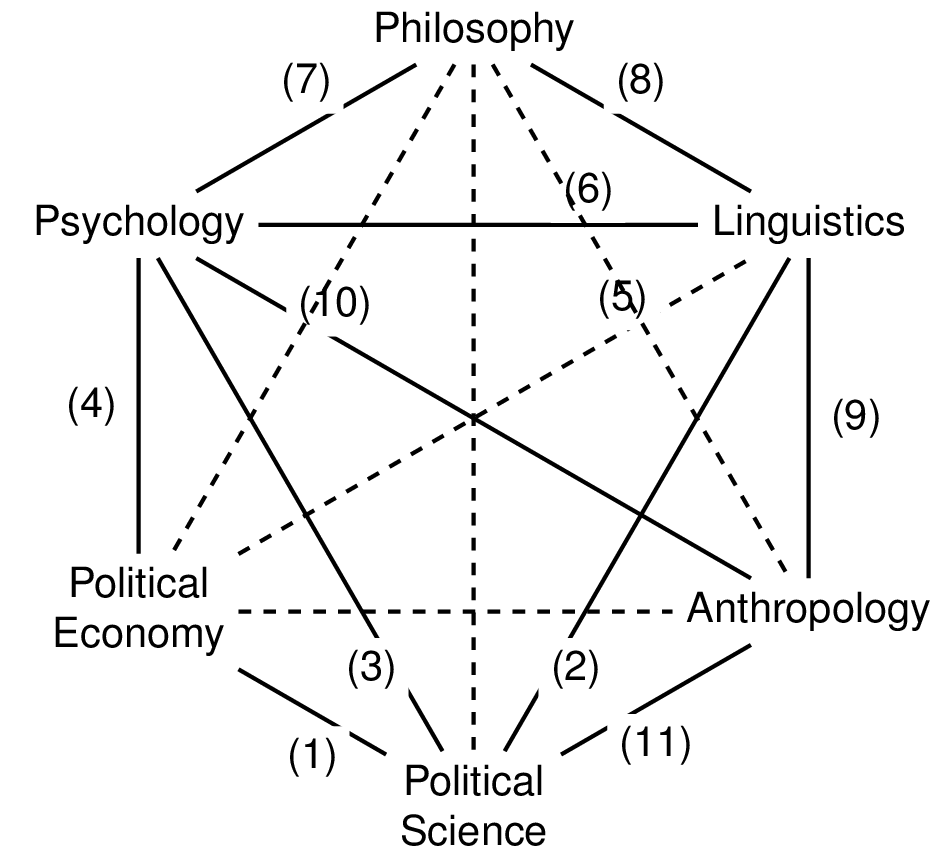 Philosophy
(7)
(8)
(6)
Psychology
Linguistics
(10)
(5)
(4)
(9)
Political
Economy
Anthropology
(3)
(2)
(1)
(11)
Political
Science